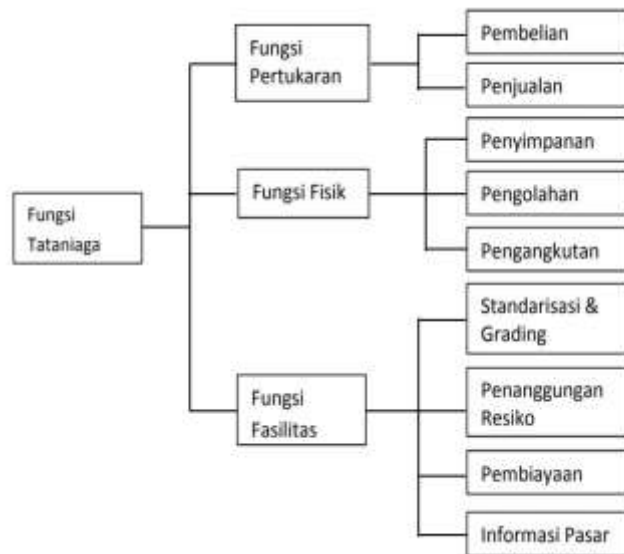 Fungsi
Tataniaga
Fungsi
Pertukaran
Pembelian
Penjualan
Fungsi Fisik
Penyimpanan
Pengolahan
Pengangkutan
Fungsi
Fasilitas
Standarisasi &
Grading
Penanggungan
Resiko
Pembiayaan
Informasi Pasar